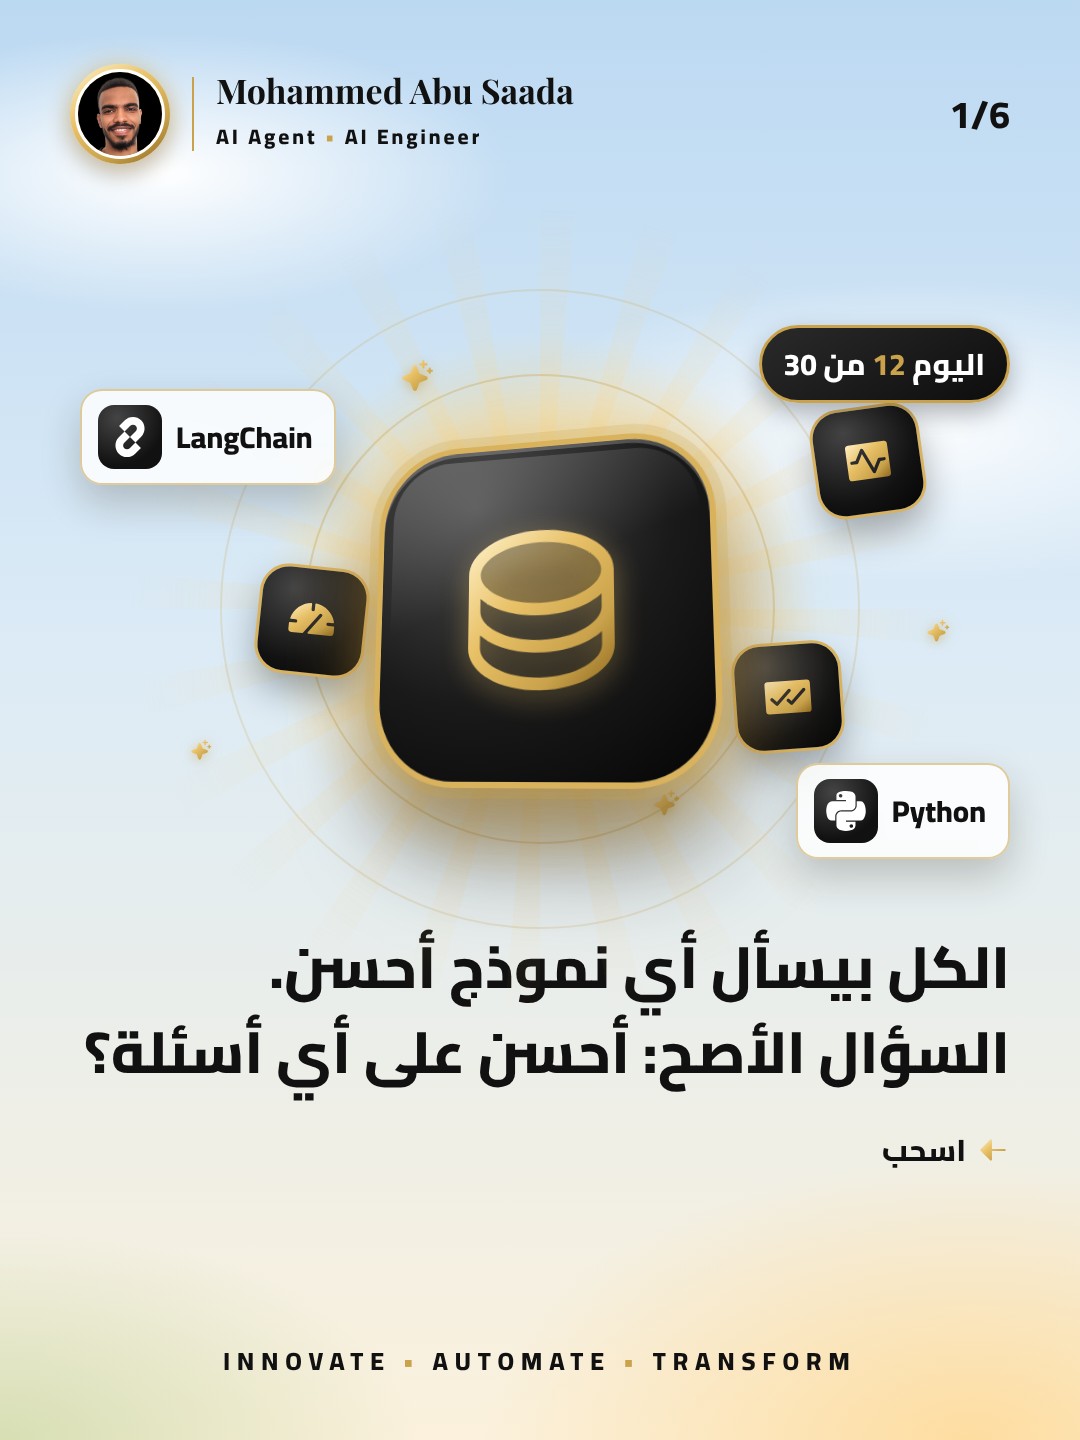 Mohammed Abu Saada
AI Agent ▪ AI Engineer
1/6
اليوم 12 من 30
LangChain
Python
الكل بيسأل أي نموذج أحسن.
السؤال الأصح: أحسن على أي أسئلة؟
اسحب
INNOVATE ▪ AUTOMATE ▪ TRANSFORM